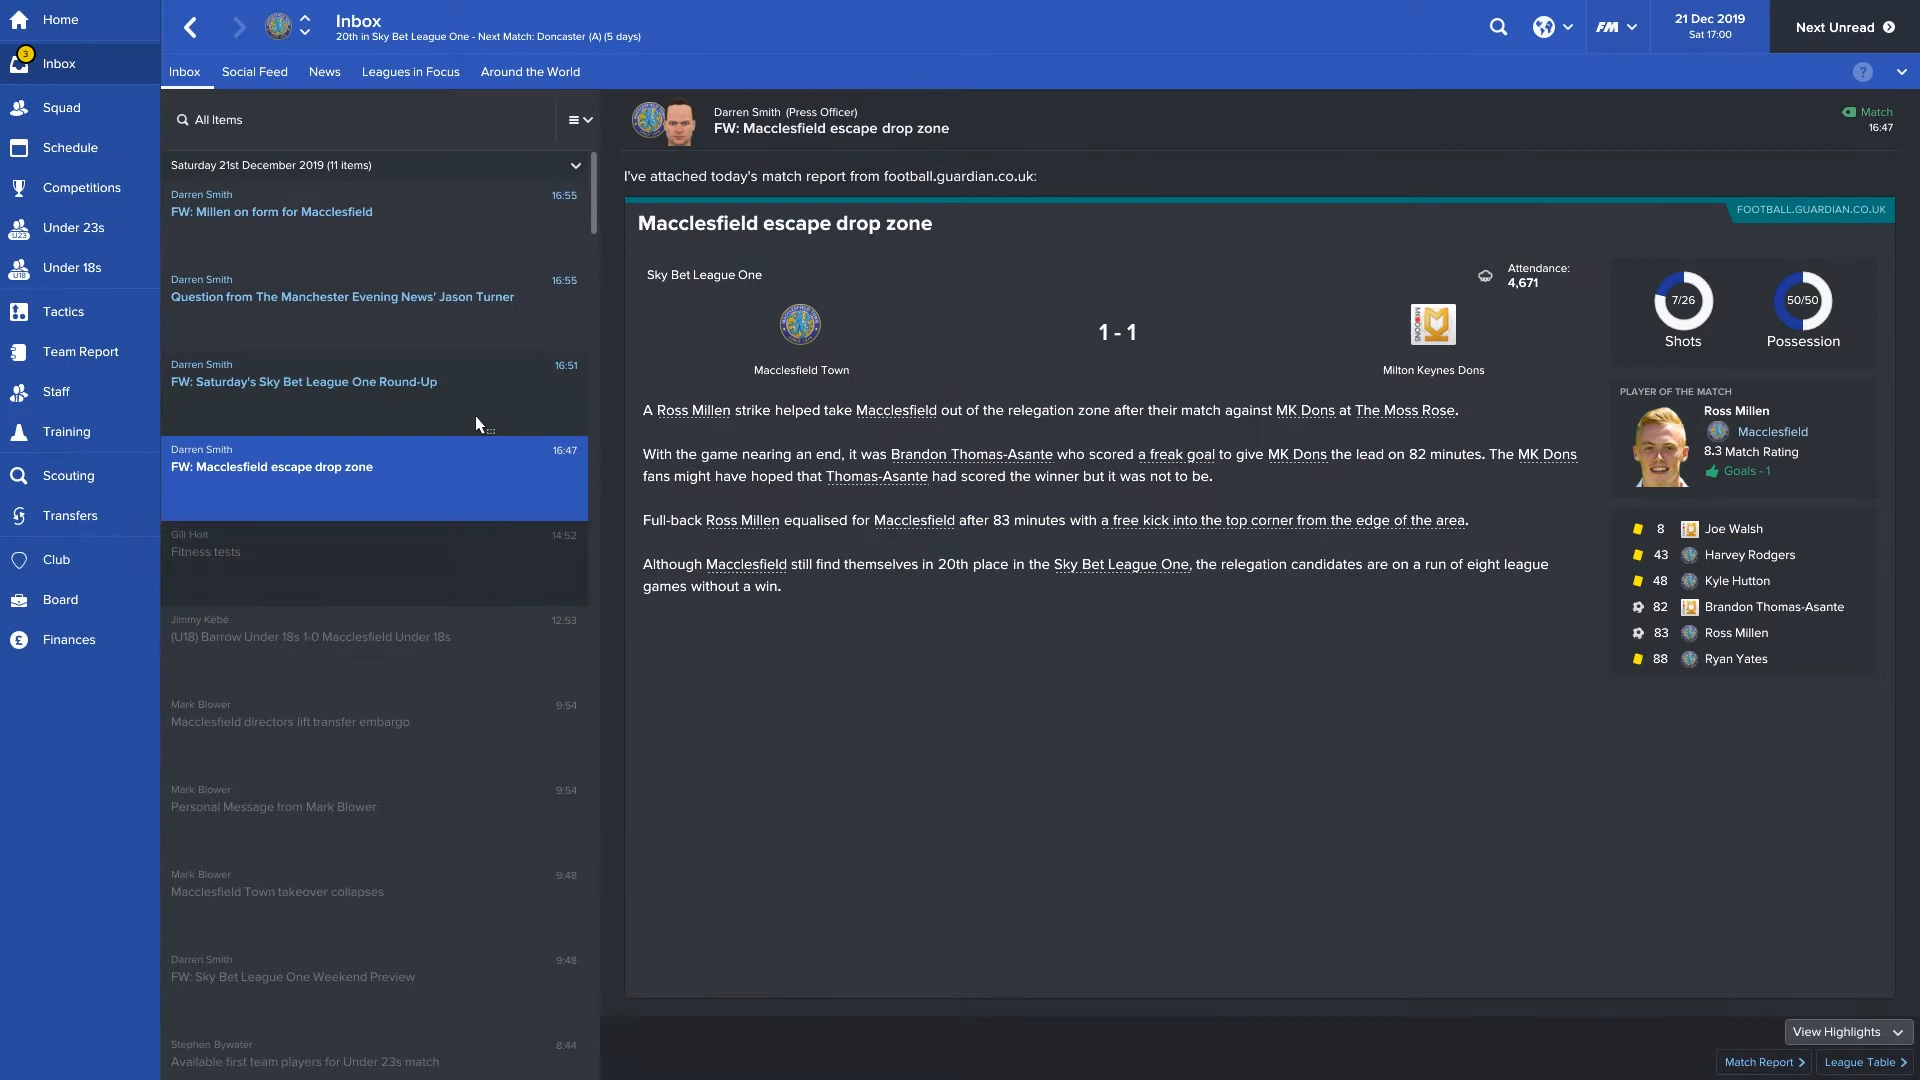 Home
3
Inbox
Squad
Schedule
Competitions
U23
Under 23s
U18
Under 18s
Tactics
Team Report
Staff
Training
Scouting
Transfers
Club
Board
Finances
Inbox
20th in Sky Bet League One - Next Match: Doncaster (A) (5 days)
FM
21 Dec 2019
Sat 17:00
Next Unread
Inbox Social Feed News Leagues in Focus Around the World
?
All Items
Saturday 21st December 2019 (11 items)
Darren Smith 16:55
FW: Millen on form for Macclesfield
Darren Smith 16:55
Question from The Manchester Evening News' Jason Turner
Darren Smith 16:51
FW: Saturday's Sky Bet League One Round-Up
Darren Smith 16:47
FW: Macclesfield escape drop zone
Gill Hoit 14:52
Fitness tests
Jimmy Kébé 12:53
(U18) Barrow Under 18s 1-0 Macclesfield Under 18s
Mark Blower 9:54
Macclesfield directors lift transfer embargo
Mark Blower 9:54
Personal Message from Mark Blower
Mark Blower 9:48
Macclesfield Town takeover collapses
Darren Smith 9:48
FW: Sky Bet League One Weekend Preview
Stephen Bywater 8:44
Available first team players for Under 23s match
Darren Smith (Press Officer)
FW: Macclesfield escape drop zone
Match
16:47
I've attached today's match report from football.guardian.co.uk:
FOOTBALL.GUARDIAN.CO.UK
Macclesfield escape drop zone
Sky Bet League One
Attendance:
4,671
1 - 1
Macclesfield Town
Milton Keynes Dons
A Ross Millen strike helped take Macclesfield out of the relegation zone after their match against MK Dons at The Moss Rose.
With the game nearing an end, it was Brandon Thomas-Asante who scored a freak goal to give MK Dons the lead on 82 minutes. The MK Dons
fans might have hoped that Thomas-Asante had scored the winner but it was not to be.
Full-back Ross Millen equalised for Macclesfield after 83 minutes with a free kick into the top corner from the edge of the area.
Although Macclesfield still find themselves in 20th place in the Sky Bet League One, the relegation candidates are on a run of eight league
games without a win.
7/26
Shots
50/50
Possession
PLAYER OF THE MATCH
Ross Millen
Macclesfield
8.3 Match Rating
Goals - 1
8 Joe Walsh
43 Harvey Rodgers
48 Kyle Hutton
82 Brandon Thomas-Asante
83 Ross Millen
88 Ryan Yates
View Highlights
Match Report
League Table